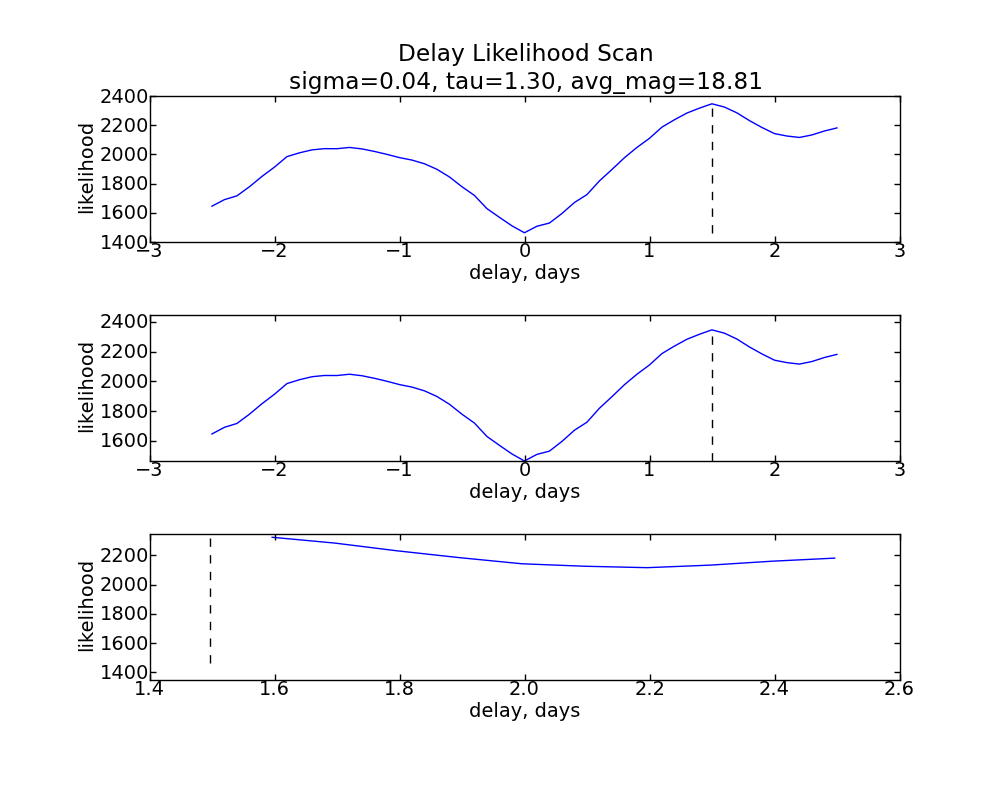 Delay Likelihood Scan
sigma=0.04, tau=1.30, avg_mag=18.81
2400
2200
2000
1800
1600
1400
likelihood
−3 −2 −1 0 1 2 3
delay, days
2400
2200
2000
1800
1600
likelihood
−3 −2 −1 0 1 2 3
delay, days
2200
2000
1800
1600
1400
likelihood
1.4 1.6 1.8 2.0 2.2 2.4 2.6
delay, days